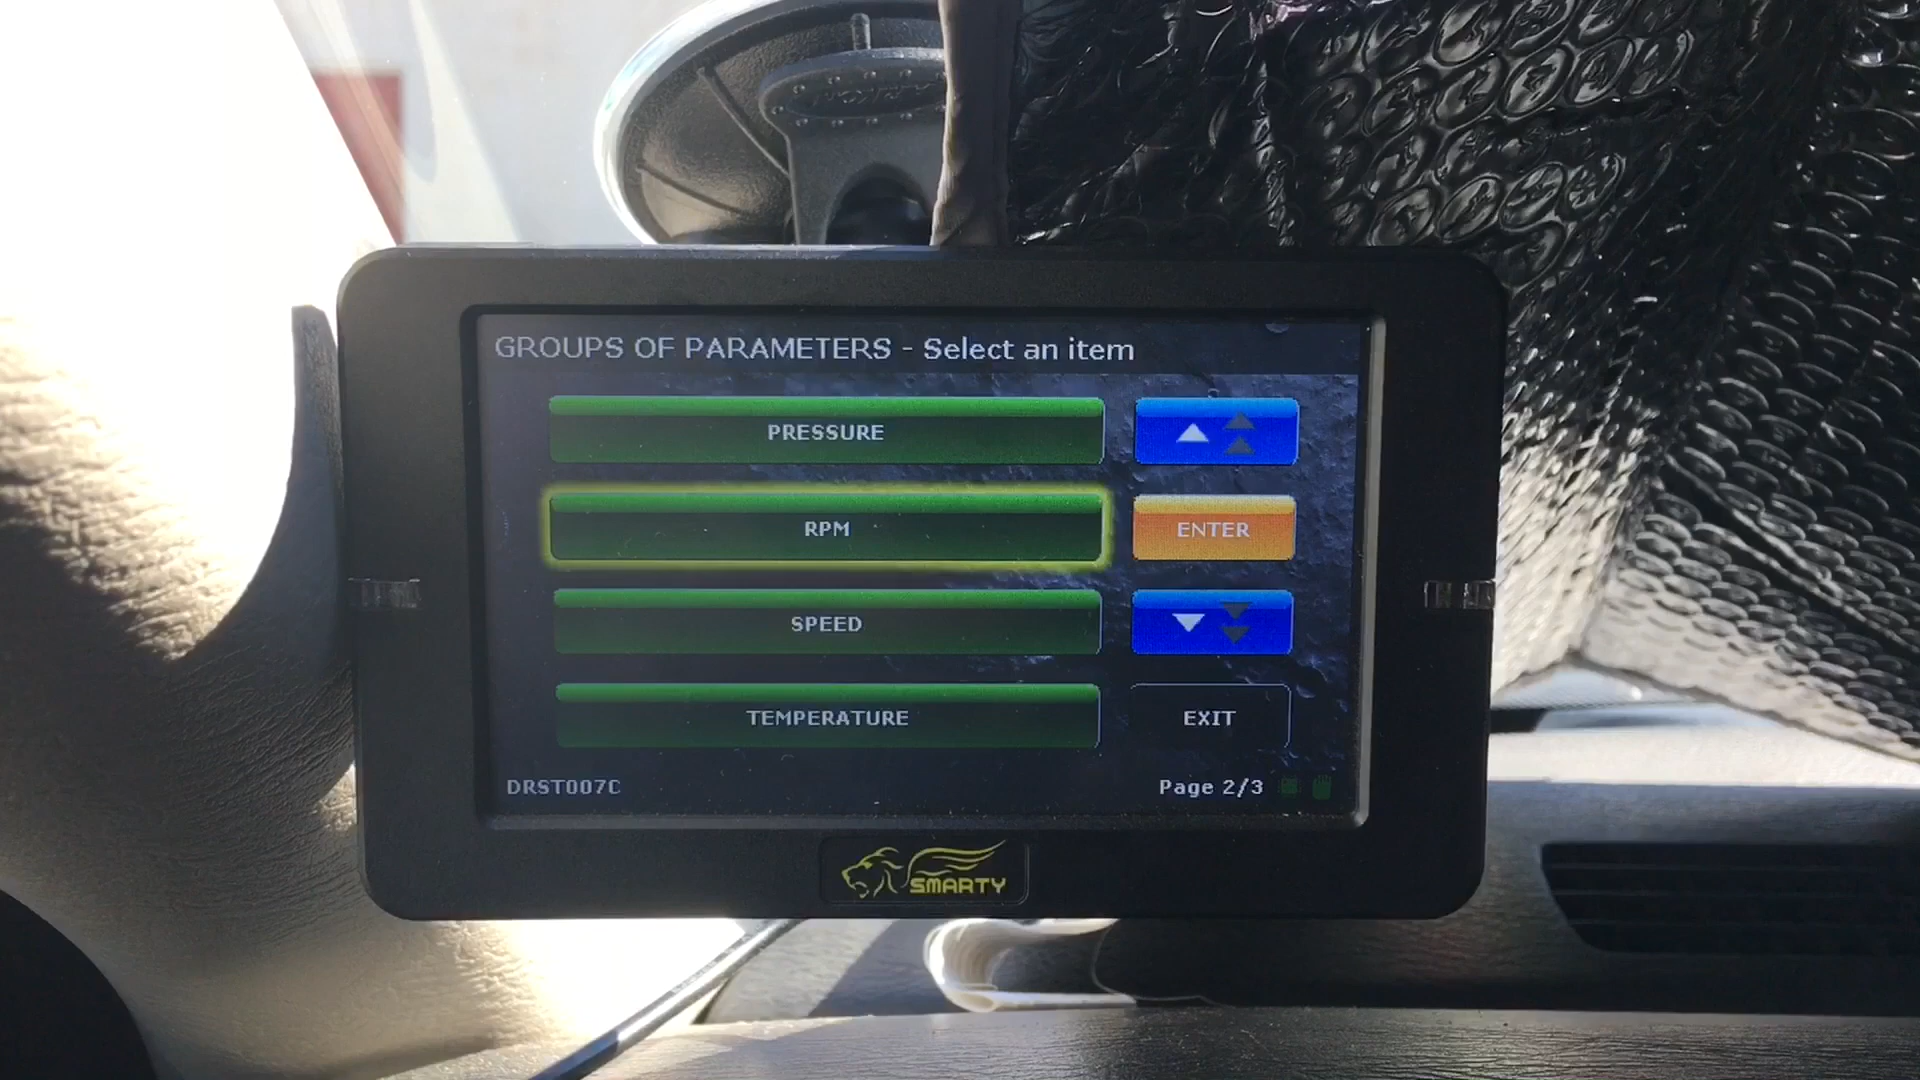 GROUPS OF PARAMETERS - Select an item
PRESSURE
RPM
ENTER
SPEED
TEMPERATURE
EXIT
DRST007C
Page 2/3
SMARTY